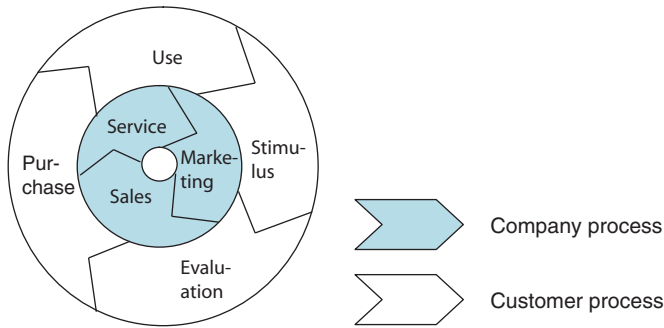 Use
Service
Stimu-
lus
Marke-
ting
Pur-
chase
Sales
Evalu-
ation
Company process
Customer process